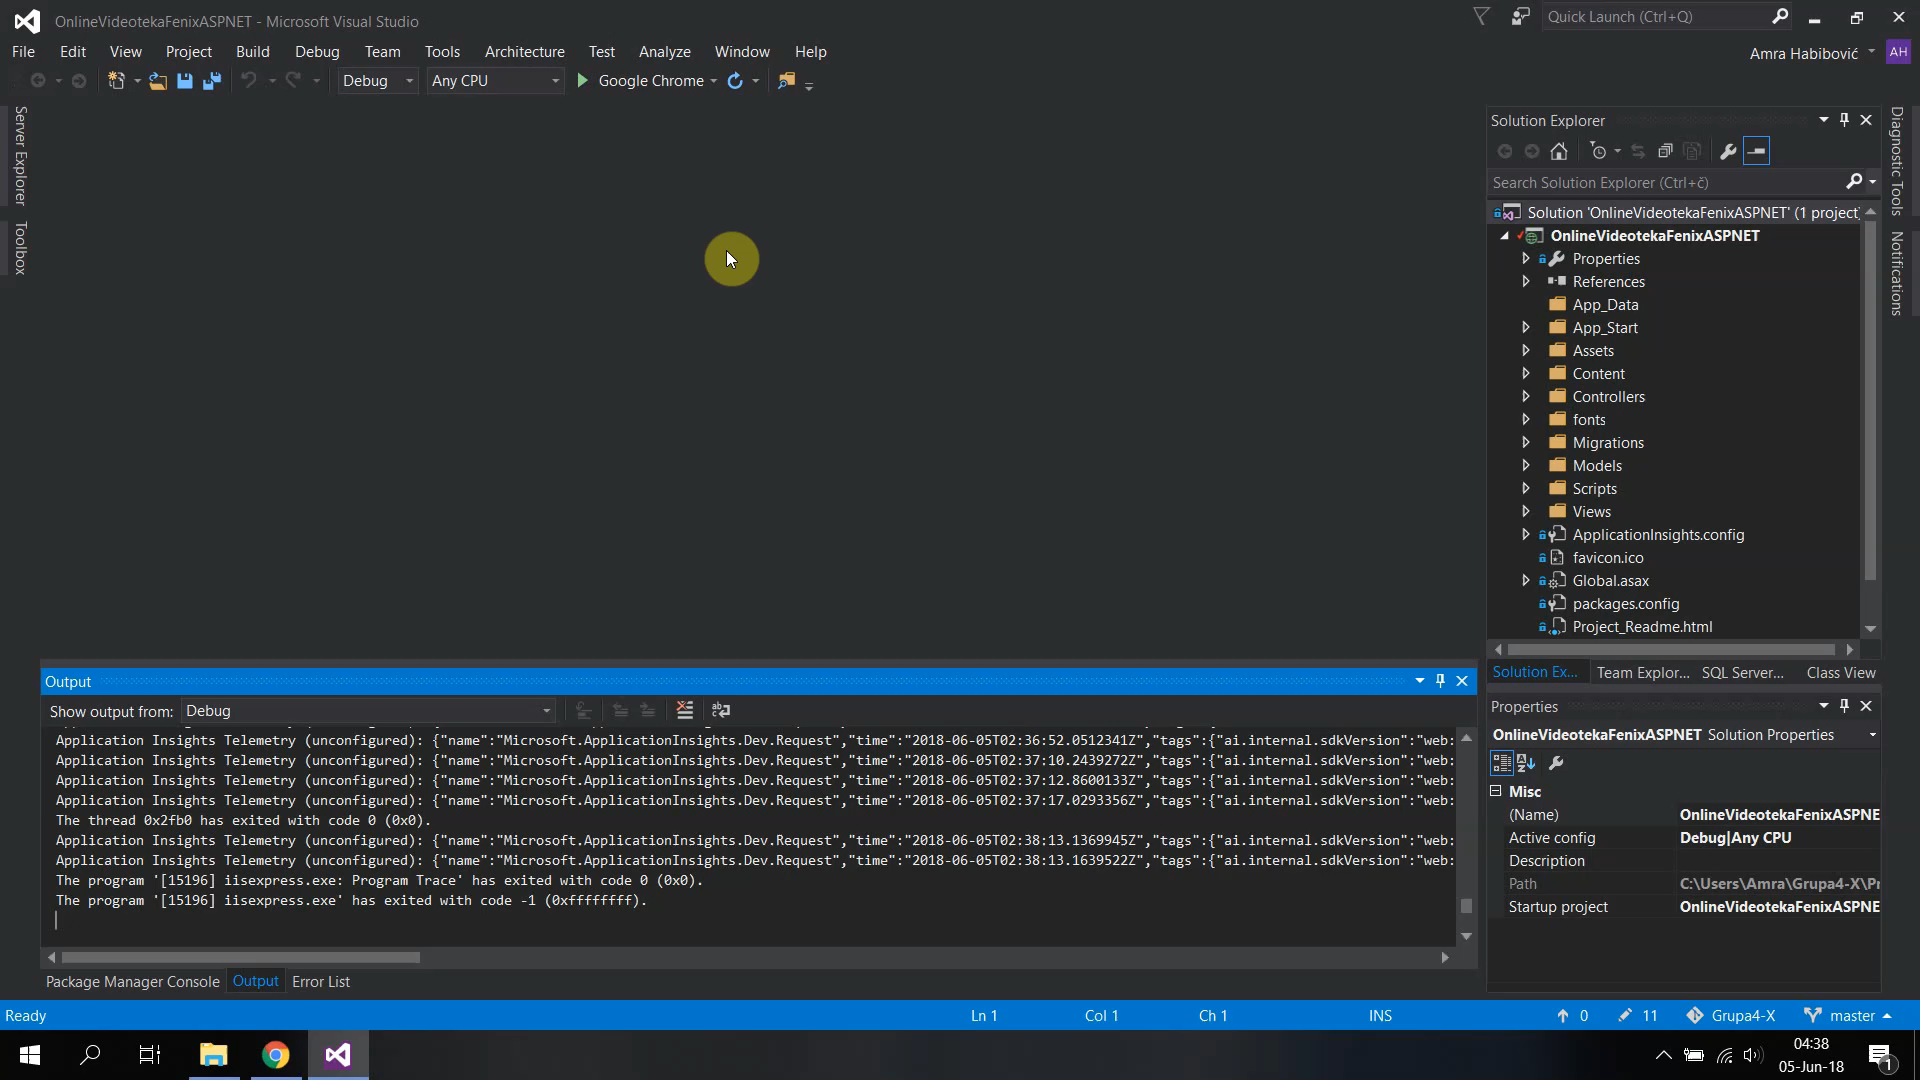 OnlineVideotekaFenixASPNET - Microsoft Visual Studio
Quick Launch (Ctrl+Q)
File Edit View Project Build Debug Team Tools Architecture Test Analyze Window Help
Amra Habibović AH
Debug Any CPU Google Chrome
Server Explorer
Toolbox
Solution Explorer
Search Solution Explorer (Ctrl+č)
Solution 'OnlineVideotekaFenixASPNET' (1 project)
OnlineVideotekaFenixASPNET
Properties
References
App_Data
App_Start
Assets
Content
Controllers
fonts
Migrations
Models
Scripts
Views
ApplicationInsights.config
favicon.ico
Global.asax
packages.config
Project_Readme.html
Solution Ex... Team Explor... SQL Server... Class View
Diagnostic Tools
Notifications
Output
Show output from: Debug
Application Insights Telemetry (unconfigured): {"name":"Microsoft.ApplicationInsights.Dev.Request","time":"2018-06-05T02:36:52.0512341Z","tags":{"ai.internal.sdkVersion":"web:
Application Insights Telemetry (unconfigured): {"name":"Microsoft.ApplicationInsights.Dev.Request","time":"2018-06-05T02:37:10.2439272Z","tags":{"ai.internal.sdkVersion":"web:
Application Insights Telemetry (unconfigured): {"name":"Microsoft.ApplicationInsights.Dev.Request","time":"2018-06-05T02:37:12.8600133Z","tags":{"ai.internal.sdkVersion":"web:
Application Insights Telemetry (unconfigured): {"name":"Microsoft.ApplicationInsights.Dev.Request","time":"2018-06-05T02:37:17.0293356Z","tags":{"ai.internal.sdkVersion":"web:
The thread 0x2fb0 has exited with code 0 (0x0).
Application Insights Telemetry (unconfigured): {"name":"Microsoft.ApplicationInsights.Dev.Request","time":"2018-06-05T02:38:13.1369945Z","tags":{"ai.internal.sdkVersion":"web:
Application Insights Telemetry (unconfigured): {"name":"Microsoft.ApplicationInsights.Dev.Request","time":"2018-06-05T02:38:13.1639522Z","tags":{"ai.internal.sdkVersion":"web:
The program '[15196] iisexpress.exe: Program Trace' has exited with code 0 (0x0).
The program '[15196] iisexpress.exe' has exited with code -1 (0xffffffff).
Package Manager Console Output Error List
Properties
OnlineVideotekaFenixASPNET Solution Properties
Misc
(Name) OnlineVideotekaFenixASPNE
Active config Debug|Any CPU
Description
Path C:\Users\Amra\Grupa4-X\Pr
Startup project OnlineVideotekaFenixASPNE
Ready Ln 1 Col 1 Ch 1 INS 0 11 Grupa4-X master
04:38
05-Jun-18
1